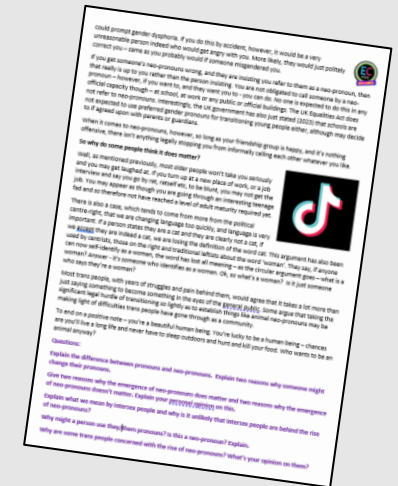 could prompt gender dysphoria. If you do this by accident, however, it would be a very
unreasonable person indeed who would get angry with you. More likely, they would just politely
correct you – same as you probably would if someone misgendered you.
If you get someone's neo-pronouns wrong, and they are insisting you refer to them as a neo-pronoun, then
that really is up to you rather than the person insisting. You are not obligated to call someone by a neo-
pronoun – however, if you want to, and they want you to - you can do. No one is expected to do this in any
official capacity though – at school, at work or any public or official buildings. The UK Equalities Act does
not refer to neo-pronouns. Interestingly, the UK government has also just stated (2023) that schools are
not expected to use preferred gender pronouns for transitioning young people either, although may decide
to if agreed upon with parents or guardians.
When it comes to neo-pronouns, however, so long as your friendship group is happy, and it's nothing
offensive, there isn't anything legally stopping you from informally calling each other whatever you like.
So why do some people think it does matter?
Well, as mentioned previously, most older people won't take you seriously
and you may get laughed at. If you turn up at a new place of work, or a job
interview and say you go by rat, ratself etc, to be blunt, you may not get the
job. You may appear as though you are going through an interesting teenage
fad and so therefore not have reached a level of adult maturity required yet.
There is also a case, which tends to come from more from the political
centre-right, that we are changing language too quickly, and language is very
important. If a person states they are a cat and they are clearly not a cat, if
we accept they are indeed a cat, we are losing the definition of the word cat. This argument has also been
used by centrists, those on the right and traditional leftists about the word 'woman'. They say, if anyone
can now self-identify as a woman, the word has lost all meaning – as the circular argument goes – what is a
woman? Answer - it's someone who identifies as a woman. Ok, so what's a woman? Is it just someone
who says they're a woman?
Most trans people, with years of struggles and pain behind them, would agree that it takes a lot more than
just saying something to become something in the eyes of the general public. Some argue that taking the
significant legal hurdle of transitioning so lightly as to establish things like animal neo-pronouns may be
making light of difficulties trans people have gone through as a community.
To end on a positive note – you're a beautiful human being. You're lucky to be a human being – chances
are you'll live a long life and never have to sleep outdoors and hunt and kill your food. Who wants to be an
animal anyway?
Questions:
Explain the difference between pronouns and neo-pronouns. Explain two reasons why someone might
change their pronouns.
Give two reasons why the emergence of neo-pronouns does matter and two reasons why the emergence
of neo-pronouns doesn't matter. Explain your personal opinion on this.
Explain what we mean by intersex people and why is it unlikely that intersex people are behind the rise
of neo-pronouns?
Why might a person use they/them pronouns? Is this a neo-pronoun? Explain.
Why are some trans people concerned with the rise of neo-pronouns? What's your opinion on them?
EC